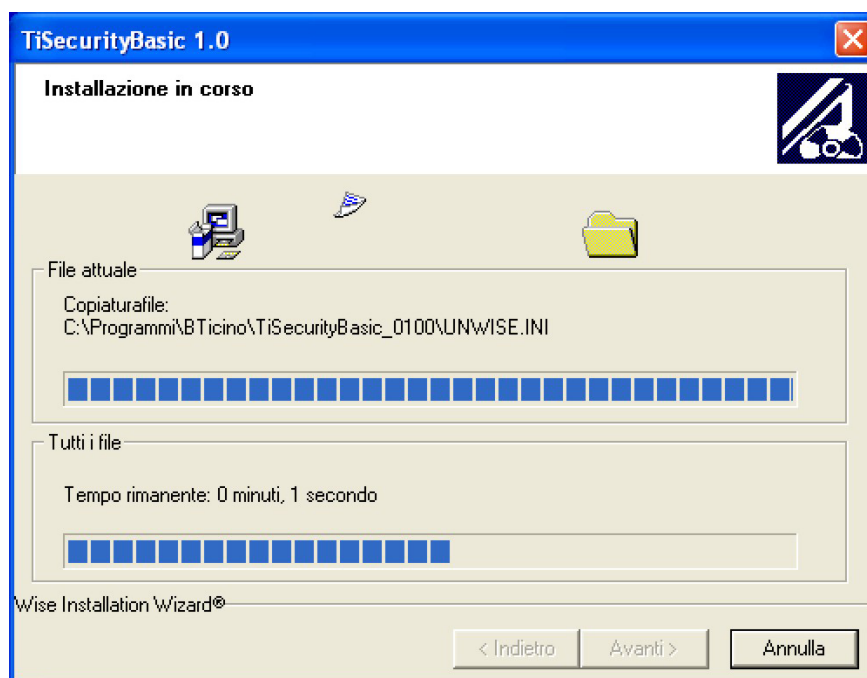 TiSecurityBasic 1.0
Installazione in corso
File attuale
Copiaturafile:
C:\Programmi\BTicino\TiSecurityBasic_0100\UNWISE.INI
Tutti i file
Tempo rimanente: 0 minuti, 1 secondo
Wise Installation Wizard®
< Indietro
Avanti >
Annulla